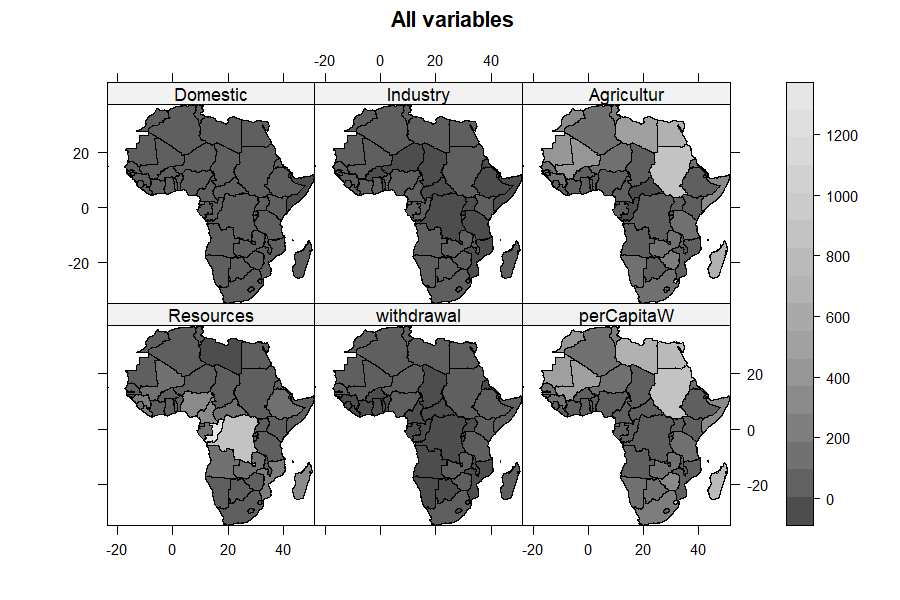 All variables
-20 0 20 40
Domestic Industry Agricultur
20
0
-20
Resources withdrawal perCapitaW
20
0
-20
-20 0 20 40 -20 0 20 40
1200
1000
800
600
400
200
0